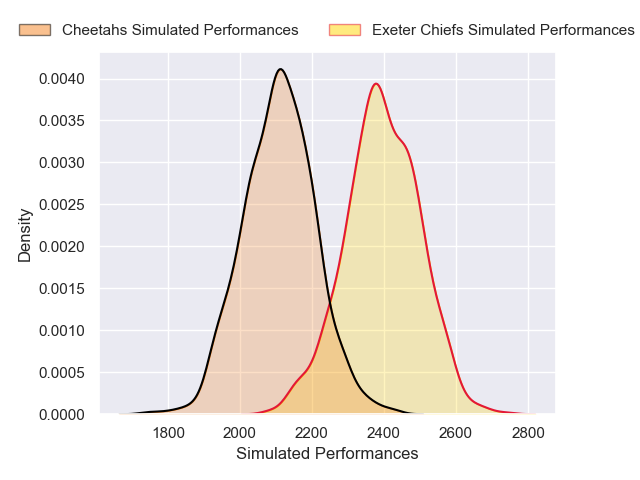 Cheetahs Simulated Performances Exeter Chiefs Simulated Performances
0.0040
0.0035
0.0030
0.0025
0.0020
0.0015
0.0010
0.0005
0.0000
Density
1800 2000 2200 2400 2600 2800
Simulated Performances